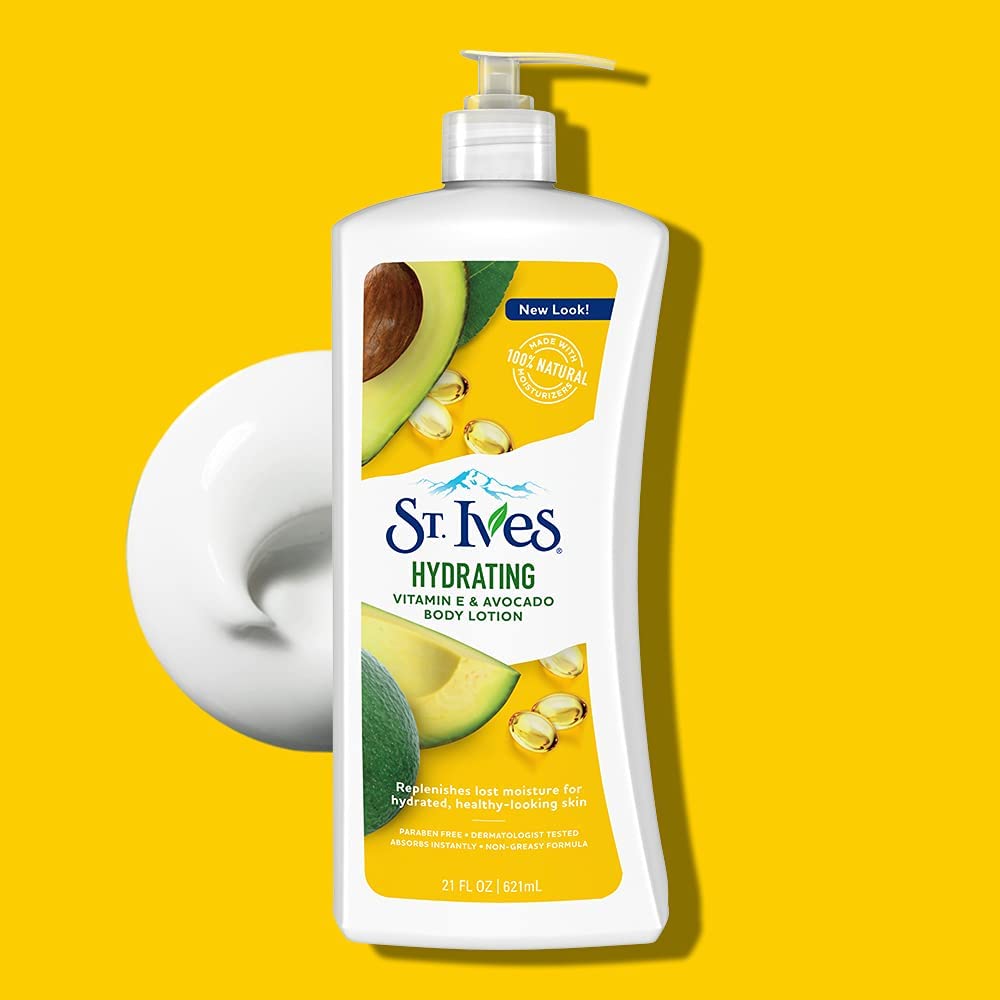 New Look!
MADE WITH
100% NATURAL
MOISTURIZERS
ST. Ives®
HYDRATING
VITAMIN E & AVOCADO
BODY LOTION
Replenishes lost moisture for
hydrated, healthy-looking skin
PARABEN FREE • DERMATOLOGIST TESTED
ABSORBS INSTANTLY • NON-GREASY FORMULA
21 FL OZ | 621mL